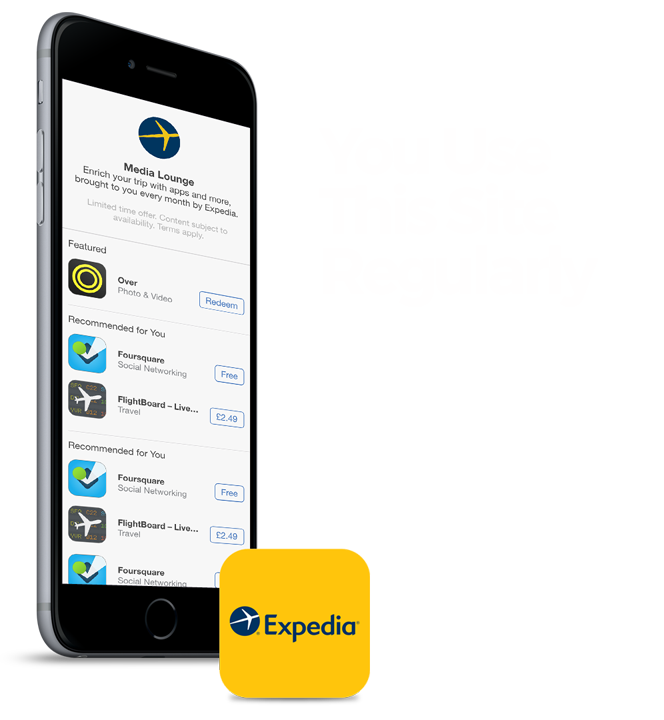 Media Lounge
Enrich your trip with apps and more,
brought to you every month by Expedia.
Limited time offer. Content subject to
availability. Terms apply.
Featured
Over
Photo & Video
Redeem
Recommended for You
Foursquare
Social Networking
Free
FlightBoard – Live...
Travel
£2.49
Recommended for You
Foursquare
Social Networking
Free
FlightBoard – Live...
Travel
£2.49
Foursquare
Social Networking
Expedia
You Use
Regularly